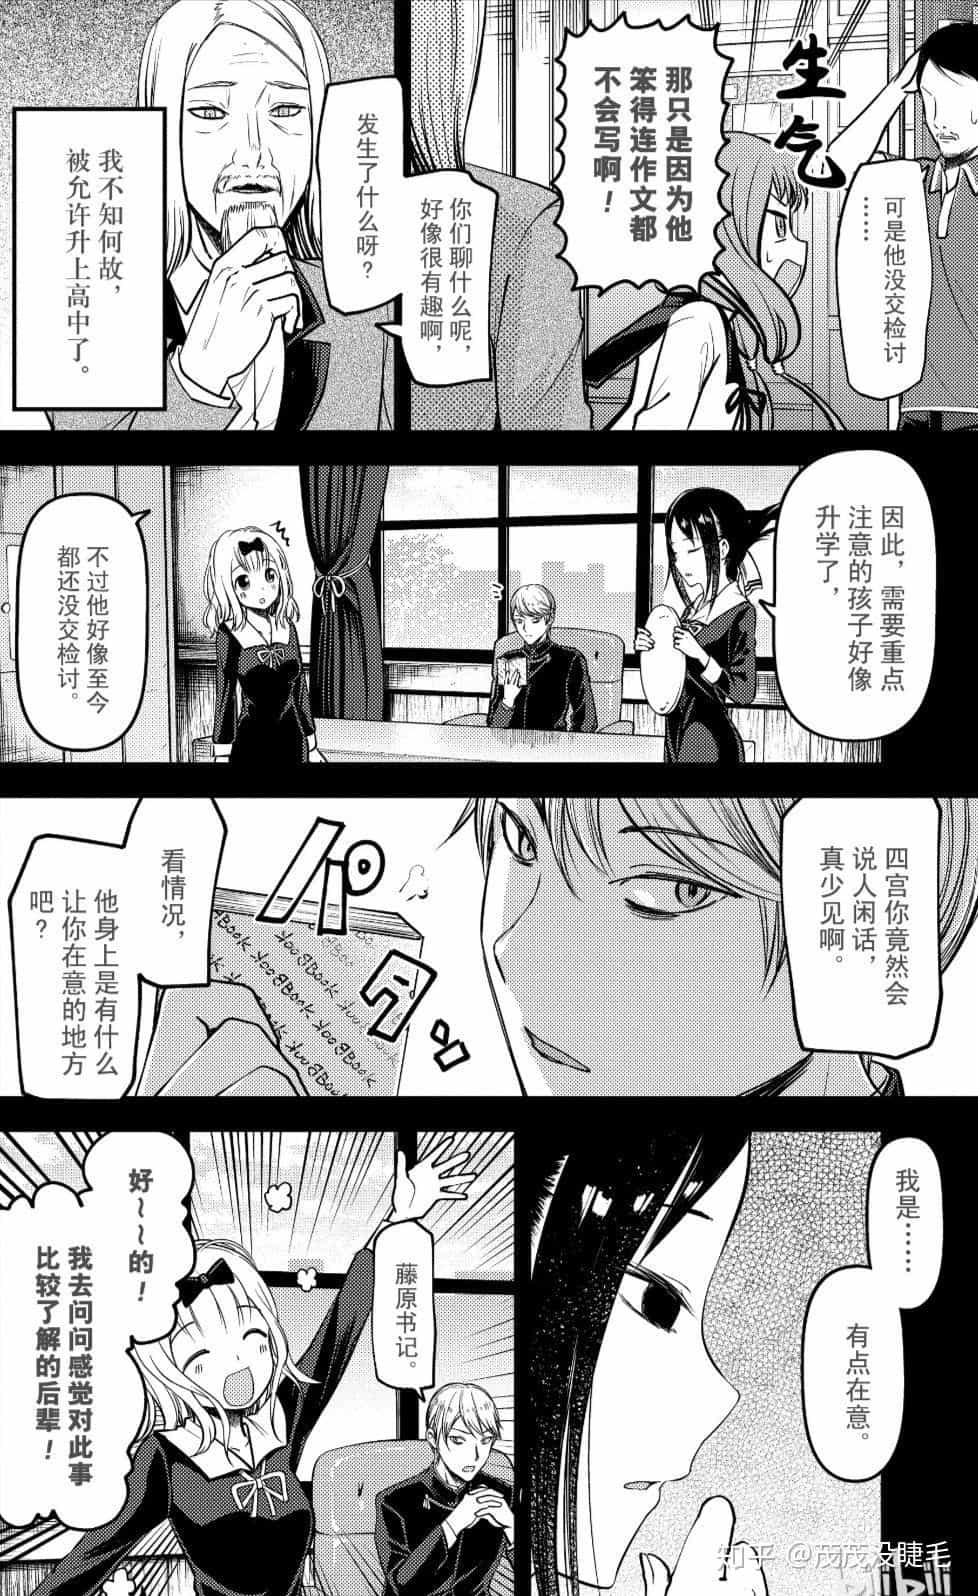 生气
可是他没交检讨
……
那只是因为他
笨得连作文都
不会写啊！
你们聊什么呢，
好像很有趣啊，
发生了什么呀？
我不知何故，
被允许升上高中了。
因此，需要重点
注意的孩子好像
升学了，
不过他好像至今
都还没交检讨。
四宫你竟然会
说人闲话，
真少见啊。
パタン
BBook
YooBBook
YooBBook
YooBBook
YooBBook
看情况，
他身上是有什么
让你在意的地方
吧？
我是……
有点在意。
藤原书记。
好～～的！
我去问问感觉对此事
比较了解的后辈！
知乎 @茂茂没睫毛
bilibili